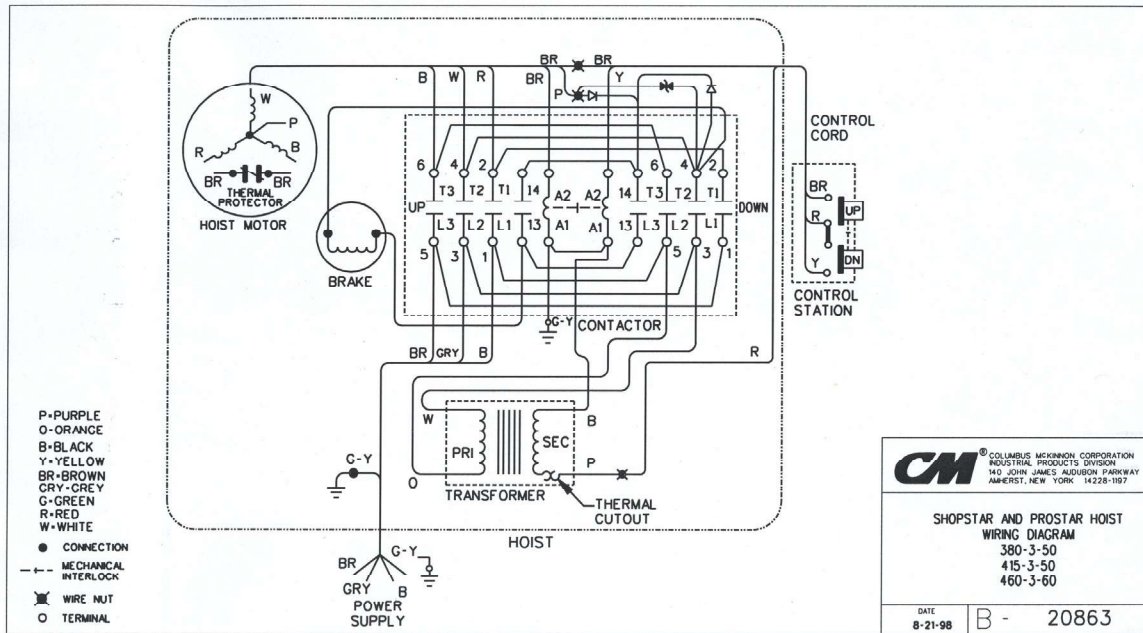 BR
BR
B
W
R
BR
Y
P
W
P
R
B
BR
BR
THERMAL
PROTECTOR
HOIST MOTOR
BRAKE
CONTROL
CORD
6 4 2 14 A2 A2 14 6 4 2
T3 T2 T1 T3 T2 T1
UP
DOWN
L3 L2 L1 13 A1 A1 13 L3 L2 L1
5 3 1 5 3 1
G-Y
CONTACTOR
BR
R
Y
UP
DN
CONTROL
STATION
BR GRY B
R
W
B
PRI
SEC
P
O
TRANSFORMER
THERMAL
CUTOUT
G-Y
HOIST
BR
G-Y
GRY
B
POWER
SUPPLY
P=PURPLE
O-ORANGE
B=BLACK
Y=YELLOW
BR=BROWN
GRY-GREY
G=GREEN
R=RED
W=WHITE
CONNECTION
MECHANICAL
INTERLOCK
WIRE NUT
TERMINAL
CM®
COLUMBUS MCKINNON CORPORATION
INDUSTRIAL PRODUCTS DIVISION
140 JOHN JAMES AUDUBON PARKWAY
AMHERST, NEW YORK 14228-1197
SHOPSTAR AND PROSTAR HOIST
WIRING DIAGRAM
380-3-50
415-3-50
460-3-60
DATE
8-21-98
B - 20863